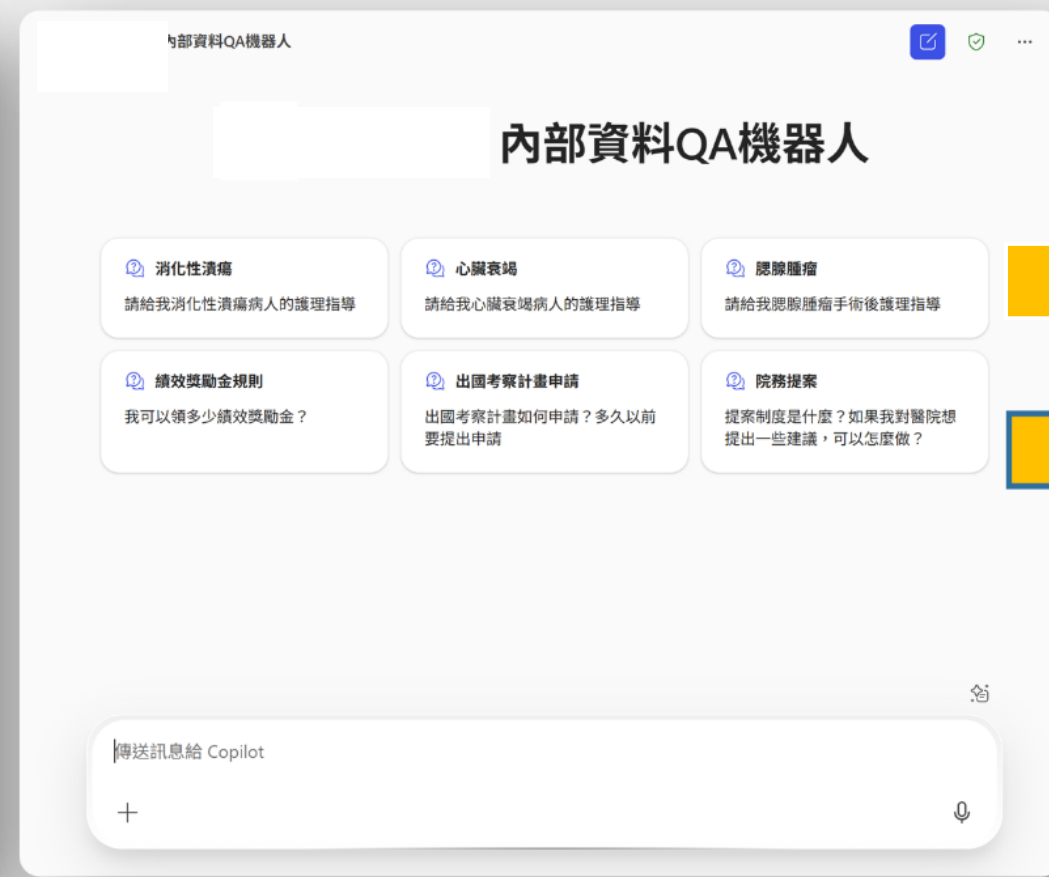 內部資料QA機器人
內部資料QA機器人
消化性潰瘍
請給我消化性潰瘍病人的護理指導
心臟衰竭
請給我心臟衰竭病人的護理指導
腮腺腫瘤
請給我腮腺腫瘤手術後護理指導
績效獎勵金規則
我可以領多少績效獎勵金？
出國考察計畫申請
出國考察計畫如何申請？多久以前
要提出申請
院務提案
提案制度是什麼？如果我對醫院想
提出一些建議，可以怎麼做？
傳送訊息給 Copilot